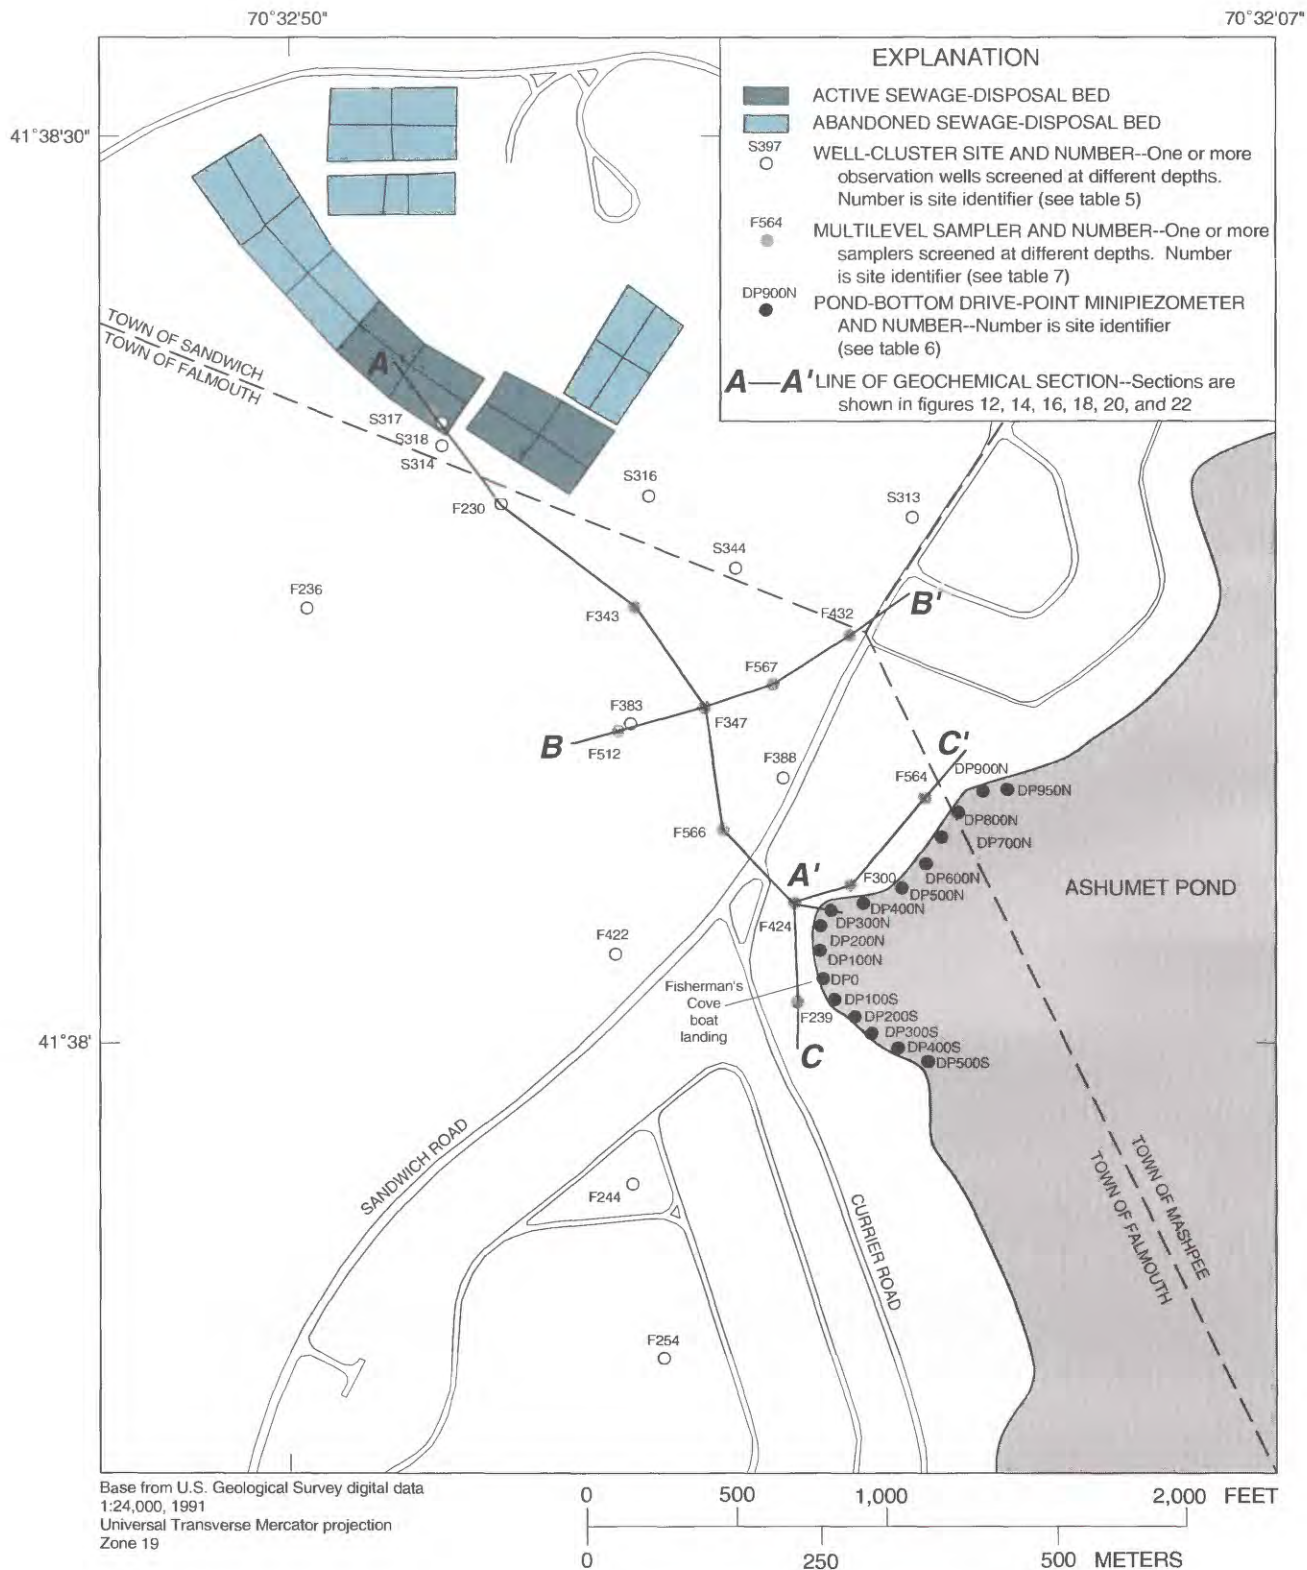 70°32'50"
70°32'07"
41°38'30"
EXPLANATION
ACTIVE SEWAGE-DISPOSAL BED
ABANDONED SEWAGE-DISPOSAL BED
S397
WELL-CLUSTER SITE AND NUMBER--One or more
observation wells screened at different depths.
Number is site identifier (see table 5)
F564
MULTILEVEL SAMPLER AND NUMBER--One or more
samplers screened at different depths. Number
is site identifier (see table 7)
DP900N
POND-BOTTOM DRIVE-POINT MINIPIEZOMETER
AND NUMBER--Number is site identifier
(see table 6)
A—A' LINE OF GEOCHEMICAL SECTION--Sections are
shown in figures 12, 14, 16, 18, 20, and 22
TOWN OF SANDWICH
TOWN OF FALMOUTH
A
S317
S318
S314
S316
S313
F230
S344
F236
F343
F432
B'
F567
F383
F347
B
F512
F388
C'
F564
DP900N
DP950N
DP800N
DP700N
F566
A'
F300
DP600N
DP500N
ASHUMET POND
DP400N
F424
DP300N
DP200N
DP100N
F422
DP0
Fisherman's
Cove
boat
landing
DP100S
F239
DP200S
DP300S
DP400S
DP500S
C
41°38'
SANDWICH ROAD
F244
CURRIER ROAD
TOWN OF MASHPEE
TOWN OF FALMOUTH
F254
Base from U.S. Geological Survey digital data
1:24,000, 1991
Universal Transverse Mercator projection
Zone 19
0 500 1,000 2,000 FEET
0 250 500 METERS